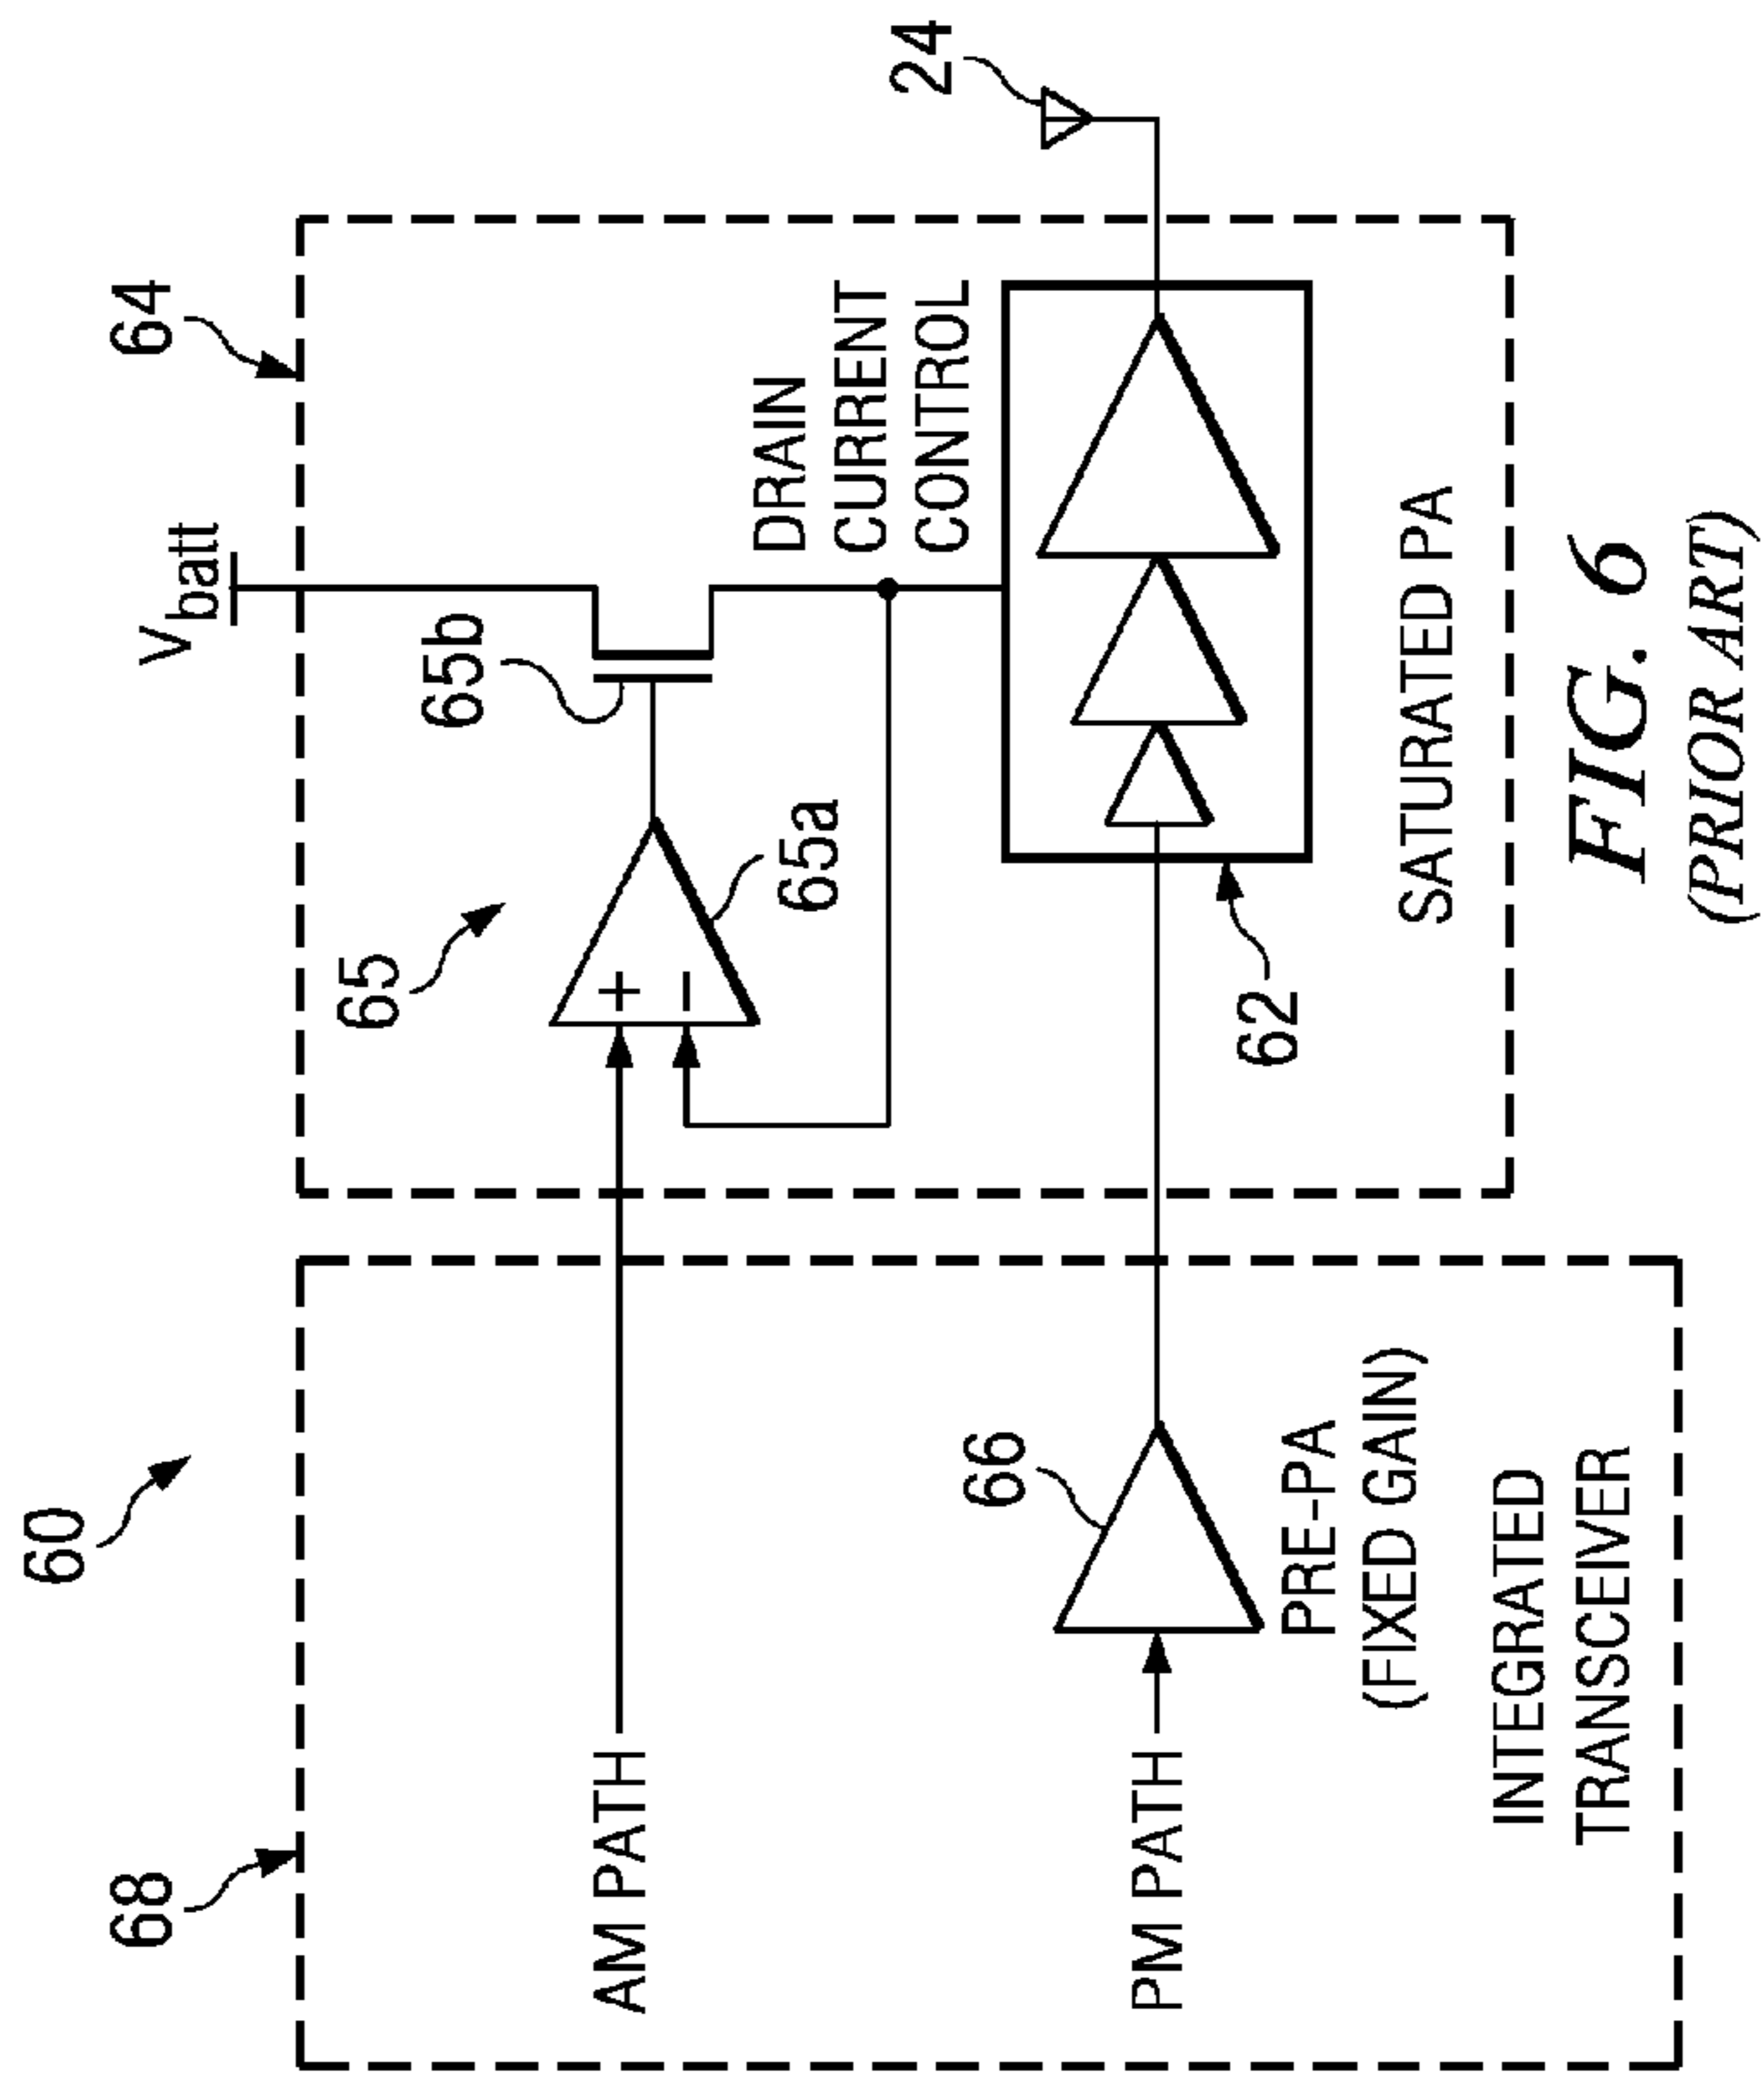 60
68
64
Vbatt
24
65
65b
65a
DRAIN
CURRENT
CONTROL
AM PATH
PM PATH
66
PRE-PA
(FIXED GAIN)
62
SATURATED PA
INTEGRATED
TRANSCEIVER
+
−
FIG. 6
(PRIOR ART)